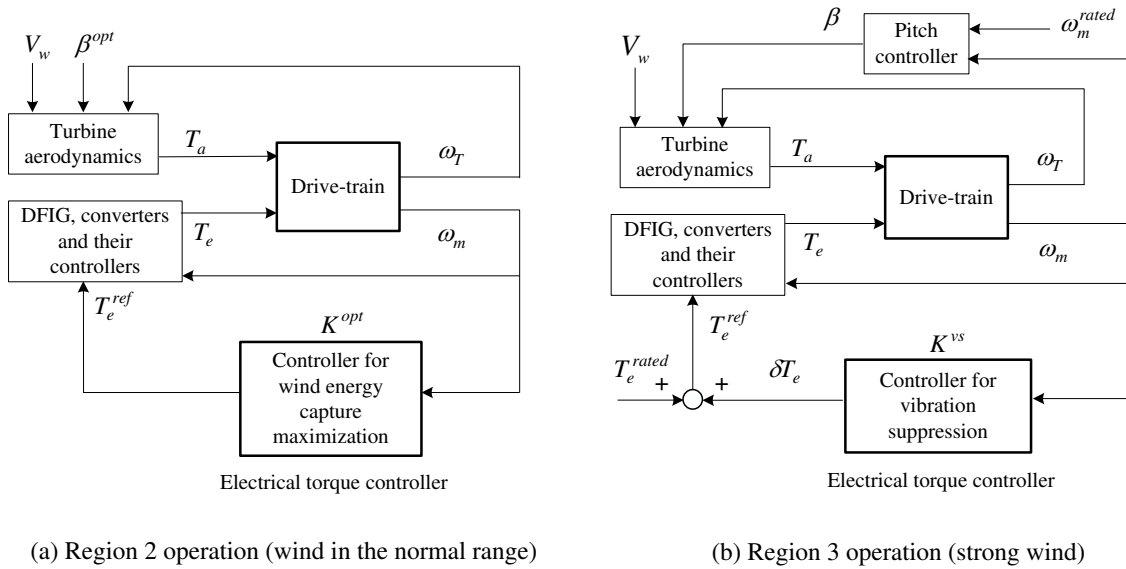 V_w
β^opt
Turbine
aerodynamics
T_a
Drive-train
ω_T
ω_m
DFIG, converters
and their
controllers
T_e
T_e^ref
K^opt
Controller for
wind energy
capture
maximization
Electrical torque controller
(a) Region 2 operation (wind in the normal range)
β
Pitch
controller
ω_m^rated
V_w
Turbine
aerodynamics
T_a
Drive-train
ω_T
ω_m
DFIG, converters
and their
controllers
T_e
T_e^ref
T_e^rated
+
+
δT_e
K^vs
Controller for
vibration
suppression
Electrical torque controller
(b) Region 3 operation (strong wind)